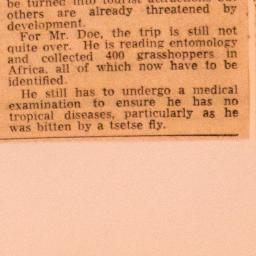 be turned into tourist attractions but
others are already threatened by
development.
For Mr. Doe, the trip is still not
quite over. He is reading entomology
and collected 400 grasshoppers in
Africa, all of which now have to be
identified.
He still has to undergo a medical
examination to ensure he has no
tropical diseases, particularly as he
was bitten by a tsetse fly.